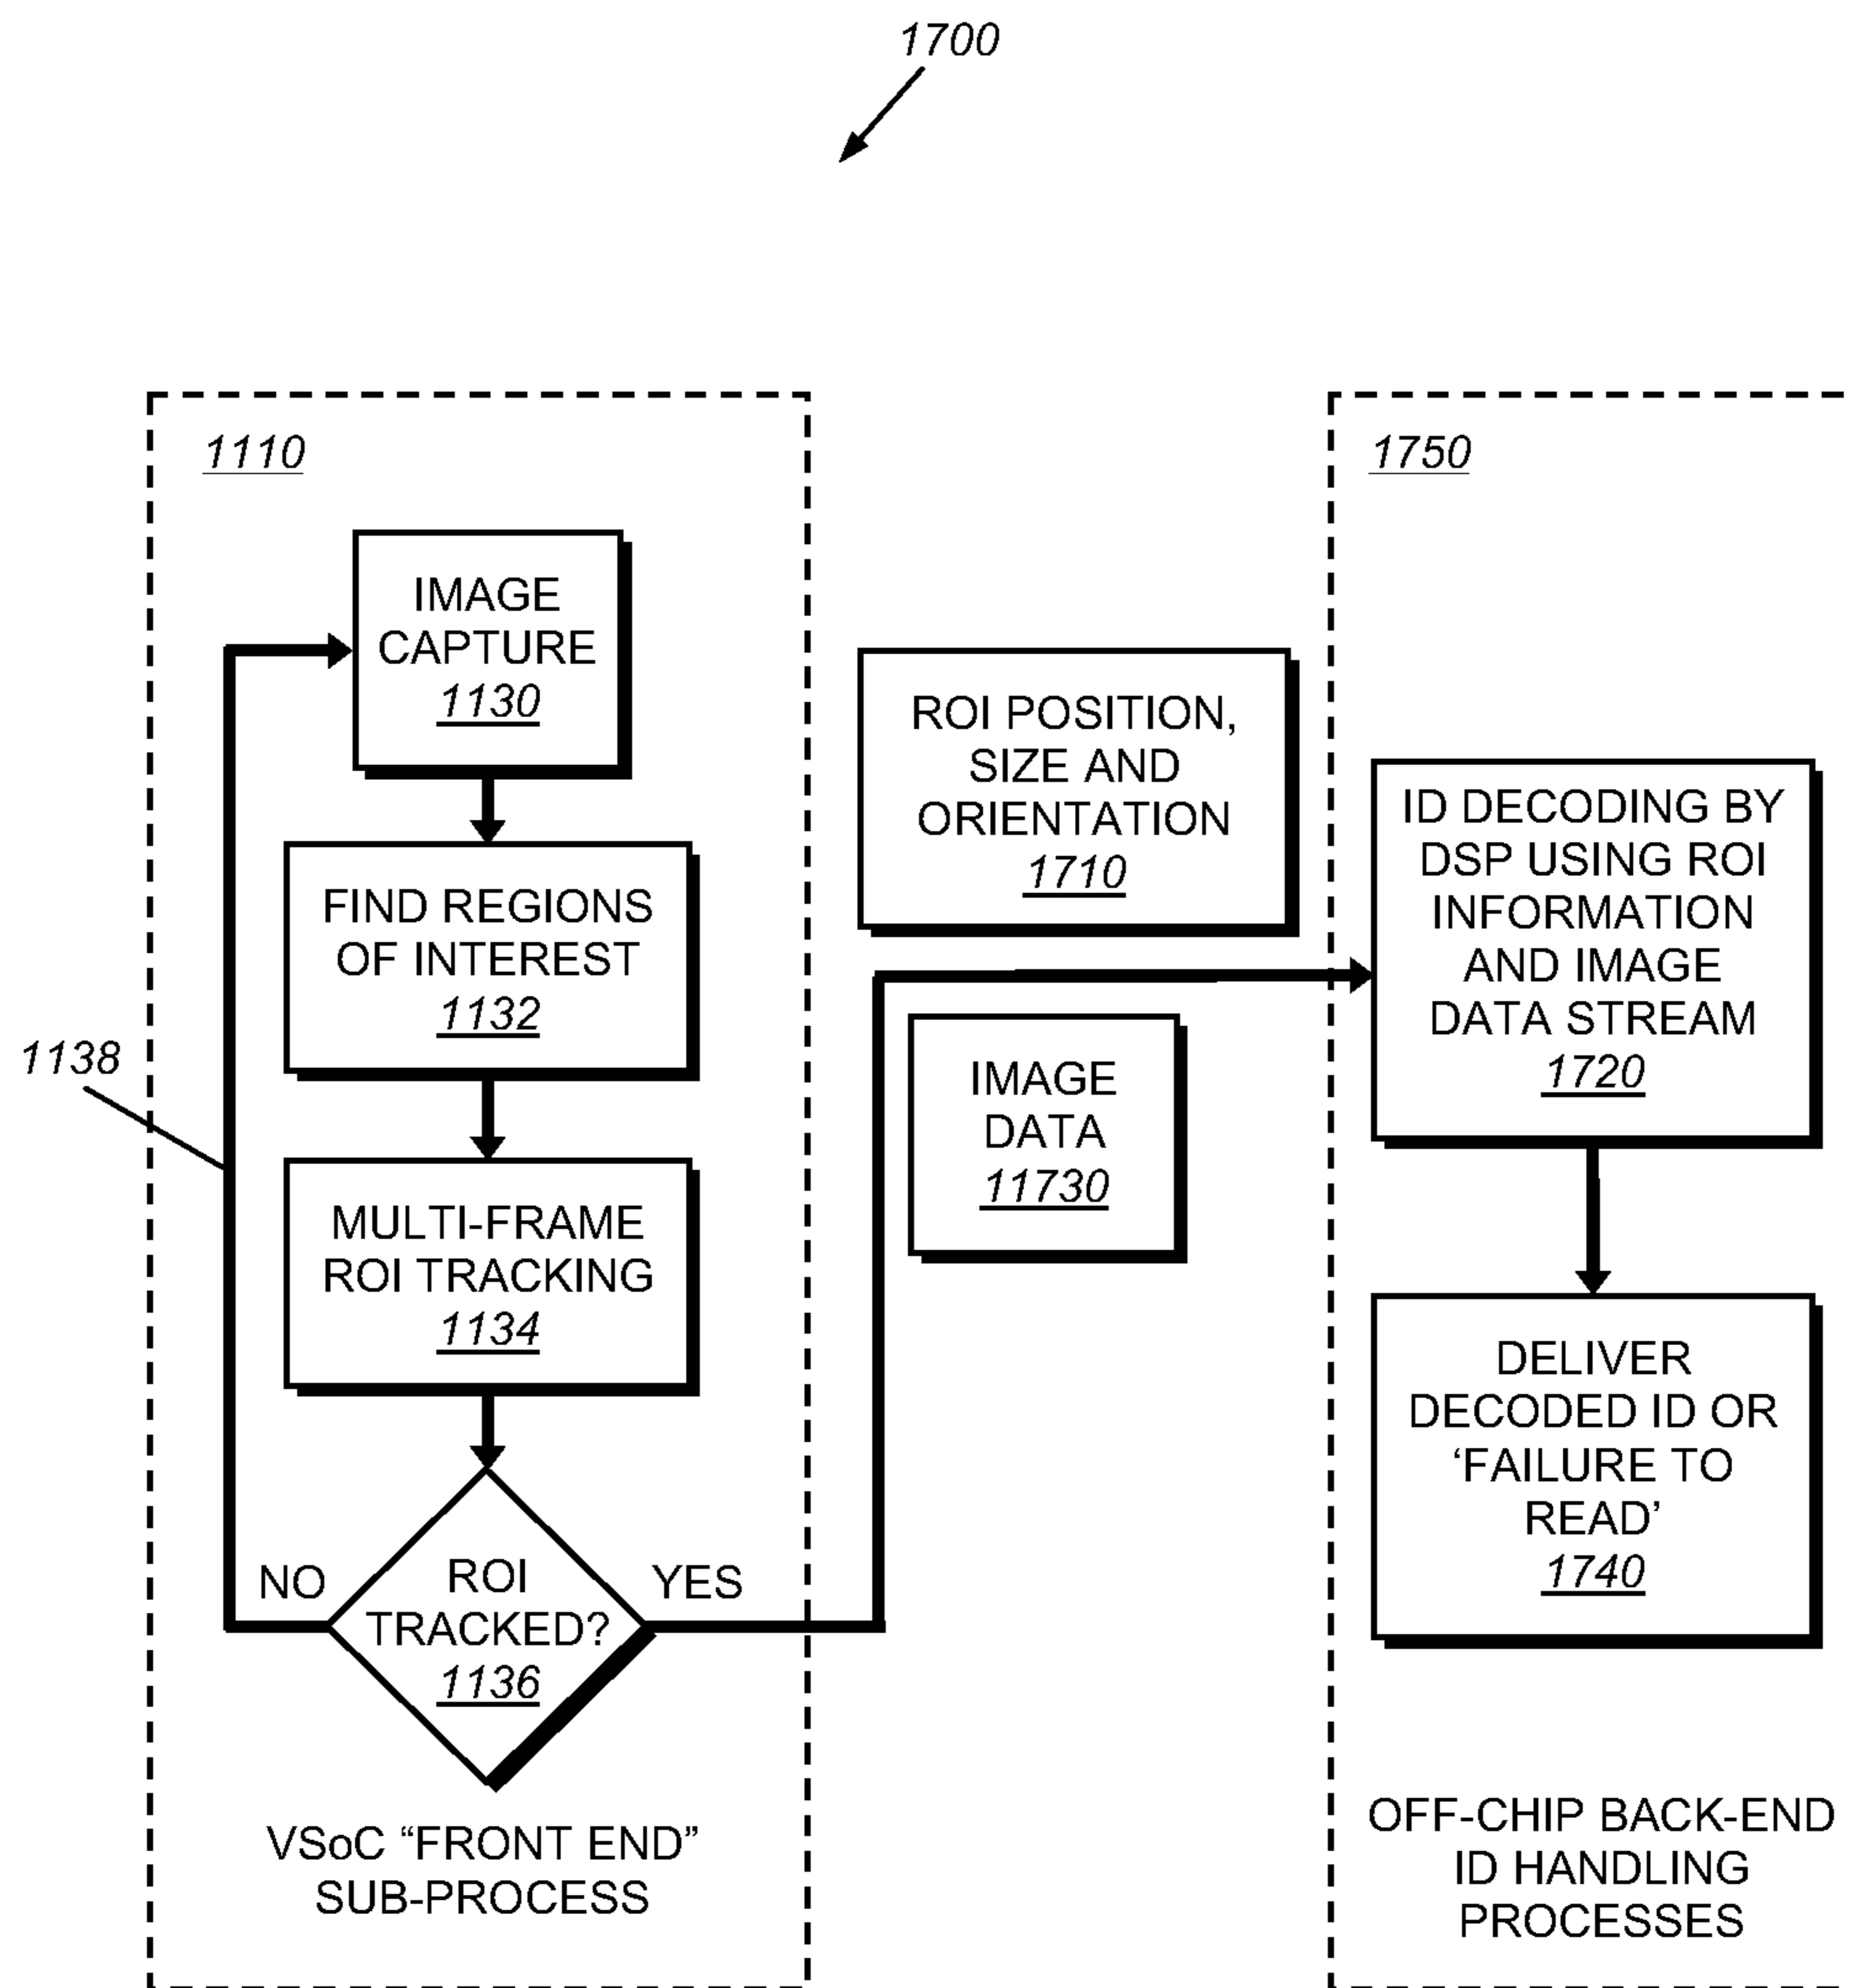 1700
1110
IMAGE
CAPTURE
1130
FIND REGIONS
OF INTEREST
1132
1138
MULTI-FRAME
ROI TRACKING
1134
NO
ROI
TRACKED?
1136
YES
VSoC “FRONT END”
SUB-PROCESS
ROI POSITION,
SIZE AND
ORIENTATION
1710
IMAGE
DATA
11730
1750
ID DECODING BY
DSP USING ROI
INFORMATION
AND IMAGE
DATA STREAM
1720
DELIVER
DECODED ID OR
‘FAILURE TO
READ’
1740
OFF-CHIP BACK-END
ID HANDLING
PROCESSES